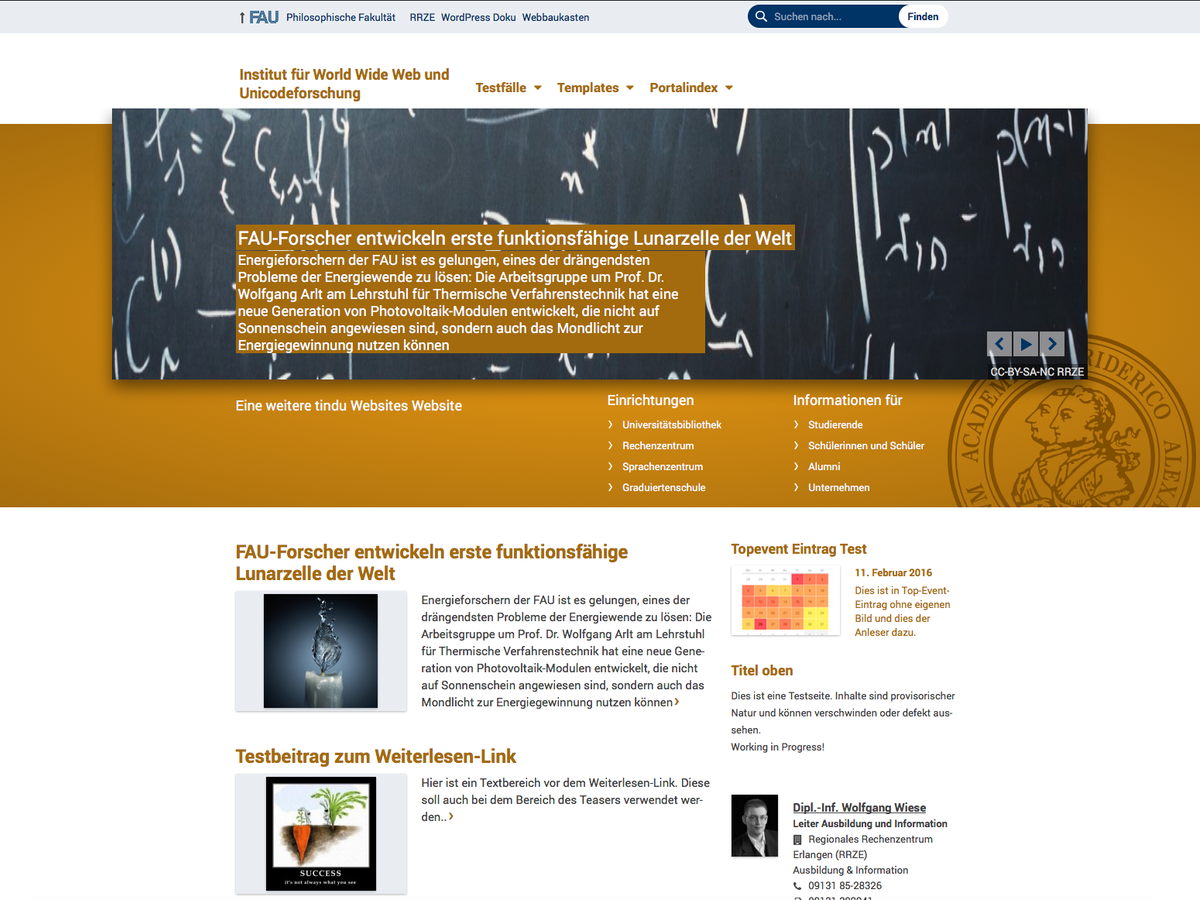 FAU Philosophische Fakultät RRZE WordPress Doku Webbaukasten
Suchen nach... Finden
Institut für World Wide Web und
Unicodeforschung
Testfälle Templates Portalindex
FAU-Forscher entwickeln erste funktionsfähige Lunarzelle der Welt
Energieforschern der FAU ist es gelungen, eines der drängendsten
Probleme der Energiewende zu lösen: Die Arbeitsgruppe um Prof. Dr.
Wolfgang Arlt am Lehrstuhl für Thermische Verfahrenstechnik hat eine
neue Generation von Photovoltaik-Modulen entwickelt, die nicht auf
Sonnenschein angewiesen sind, sondern auch das Mondlicht zur
Energiegewinnung nutzen können
CC-BY-SA-NC RRZE
Eine weitere tindu Websites Website
Einrichtungen
Universitätsbibliothek
Rechenzentrum
Sprachenzentrum
Graduiertenschule
Informationen für
Studierende
Schülerinnen und Schüler
Alumni
Unternehmen
FAU-Forscher entwickeln erste funktionsfähige
Lunarzelle der Welt
Energieforschern der FAU ist es gelungen, eines der
drängendsten Probleme der Energiewende zu lösen: Die
Arbeitsgruppe um Prof. Dr. Wolfgang Arlt am Lehrstuhl
für Thermische Verfahrenstechnik hat eine neue Gene-
ration von Photovoltaik-Modulen entwickelt, die nicht
auf Sonnenschein angewiesen sind, sondern auch das
Mondlicht zur Energiegewinnung nutzen können
Testbeitrag zum Weiterlesen-Link
Hier ist ein Textbereich vor dem Weiterlesen-Link. Diese
soll auch bei dem Bereich des Teasers verwendet wer-
den..
SUCCESS
it's not always what you see
Topevent Eintrag Test
11. Februar 2016
Dies ist in Top-Event-
Eintrag ohne eigenen
Bild und dies der
Anleser dazu.
Titel oben
Dies ist eine Testseite. Inhalte sind provisorischer
Natur und können verschwinden oder defekt aus-
sehen.
Working in Progress!
Dipl.-Inf. Wolfgang Wiese
Leiter Ausbildung und Information
Regionales Rechenzentrum
Erlangen (RRZE)
Ausbildung & Information
09131 85-28326